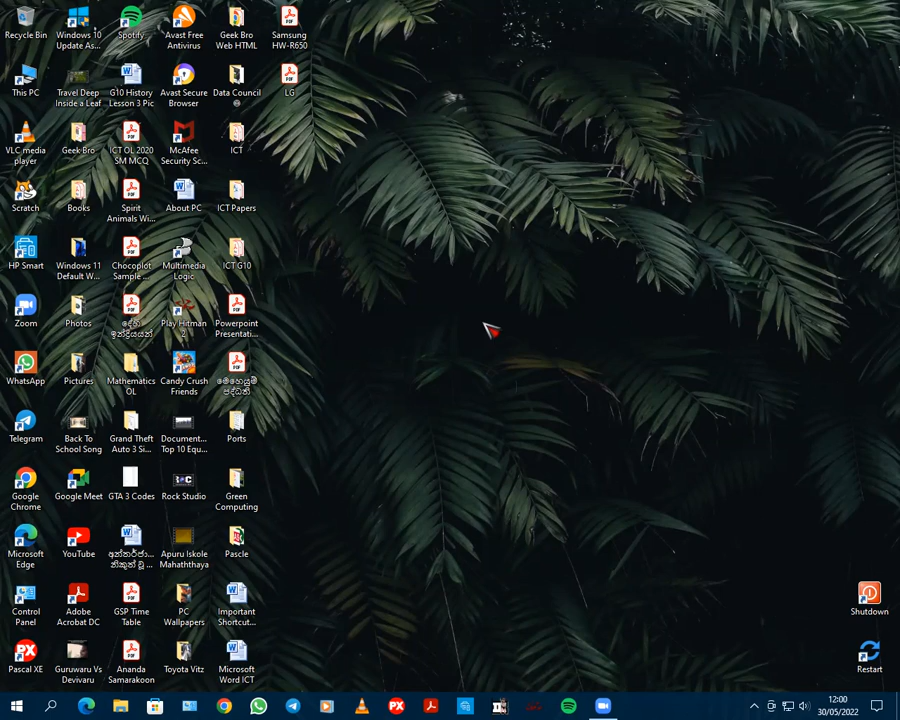 Recycle Bin
Windows 10
Update As...
Spotify
Avast Free
Antivirus
Geek Bro
Web HTML
Samsung
HW-R650
This PC
Travel Deep
Inside a Leaf
G10 History
Lesson 3 Pic
Avast Secure
Browser
Data Council
LG
VLC media
player
Geek Bro
ICT OL 2020
SM MCQ
McAfee
Security Sc...
ICT
Scratch
Books
Spirit
Animals Wi...
About PC
ICT Papers
HP Smart
Windows 11
Default W...
Chocoplot
Sample ...
Multimedia
Logic
ICT G10
Zoom
Photos
දේහ
ඉන්ද්‍රියයන්
Play Hitman
2
Powerpoint
Presentati...
WhatsApp
Pictures
Mathematics
OL
Candy Crush
Friends
මෙහෙයුම්
පද්ධති
Telegram
Back To
School Song
Grand Theft
Auto 3 Si...
Document...
Top 10 Equ...
Ports
Google
Chrome
Google Meet
GTA 3 Codes
Rock Studio
Green
Computing
Microsoft
Edge
YouTube
අන්තර්ජා...
නිකුන් වූ ...
Apuru Iskole
Mahaththaya
Pascle
Control
Panel
Adobe
Acrobat DC
GSP Time
Table
PC
Wallpapers
Important
Shortcut...
Shutdown
Pascal XE
Guruwaru Vs
Devivaru
Ananda
Samarakoon
Toyota Vitz
Microsoft
Word ICT
Restart
12:00
30/05/2022